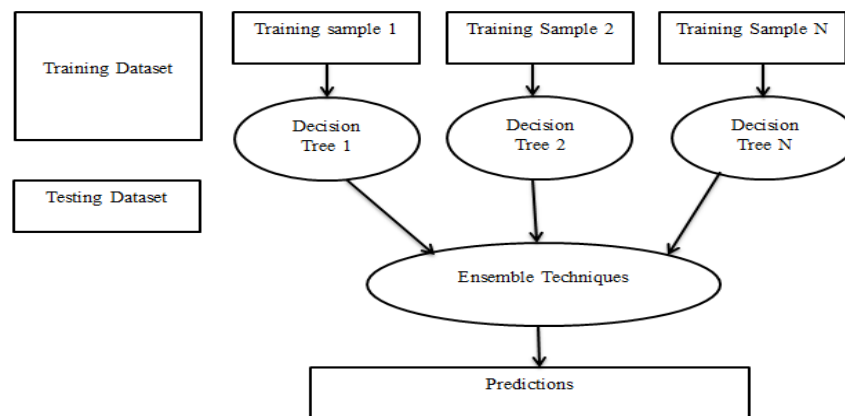 Training Dataset
Testing Dataset
Training sample 1
Training Sample 2
Training Sample N
Decision
Tree 1
Decision
Tree 2
Decision
Tree N
Ensemble Techniques
Predictions